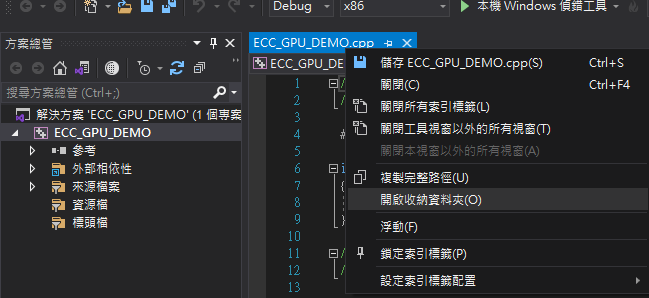 Debug
x86
本機 Windows 偵錯工具
方案總管
搜尋方案總管 (Ctrl+;)
解決方案 'ECC_GPU_DEMO' (1 個專案
ECC_GPU_DEMO
參考
外部相依性
來源檔案
資源檔
標頭檔
ECC_GPU_DEMO.cpp
ECC_GPU_DE
1
2
3
4
5
6
7
8
9
10
11
12
13
儲存 ECC_GPU_DEMO.cpp(S) Ctrl+S
關閉(C) Ctrl+F4
關閉所有索引標籤(L)
關閉工具視窗以外的所有視窗(T)
關閉本視窗以外的所有視窗(A)
複製完整路徑(U)
開啟收納資料夾(O)
浮動(F)
鎖定索引標籤(P)
設定索引標籤配置